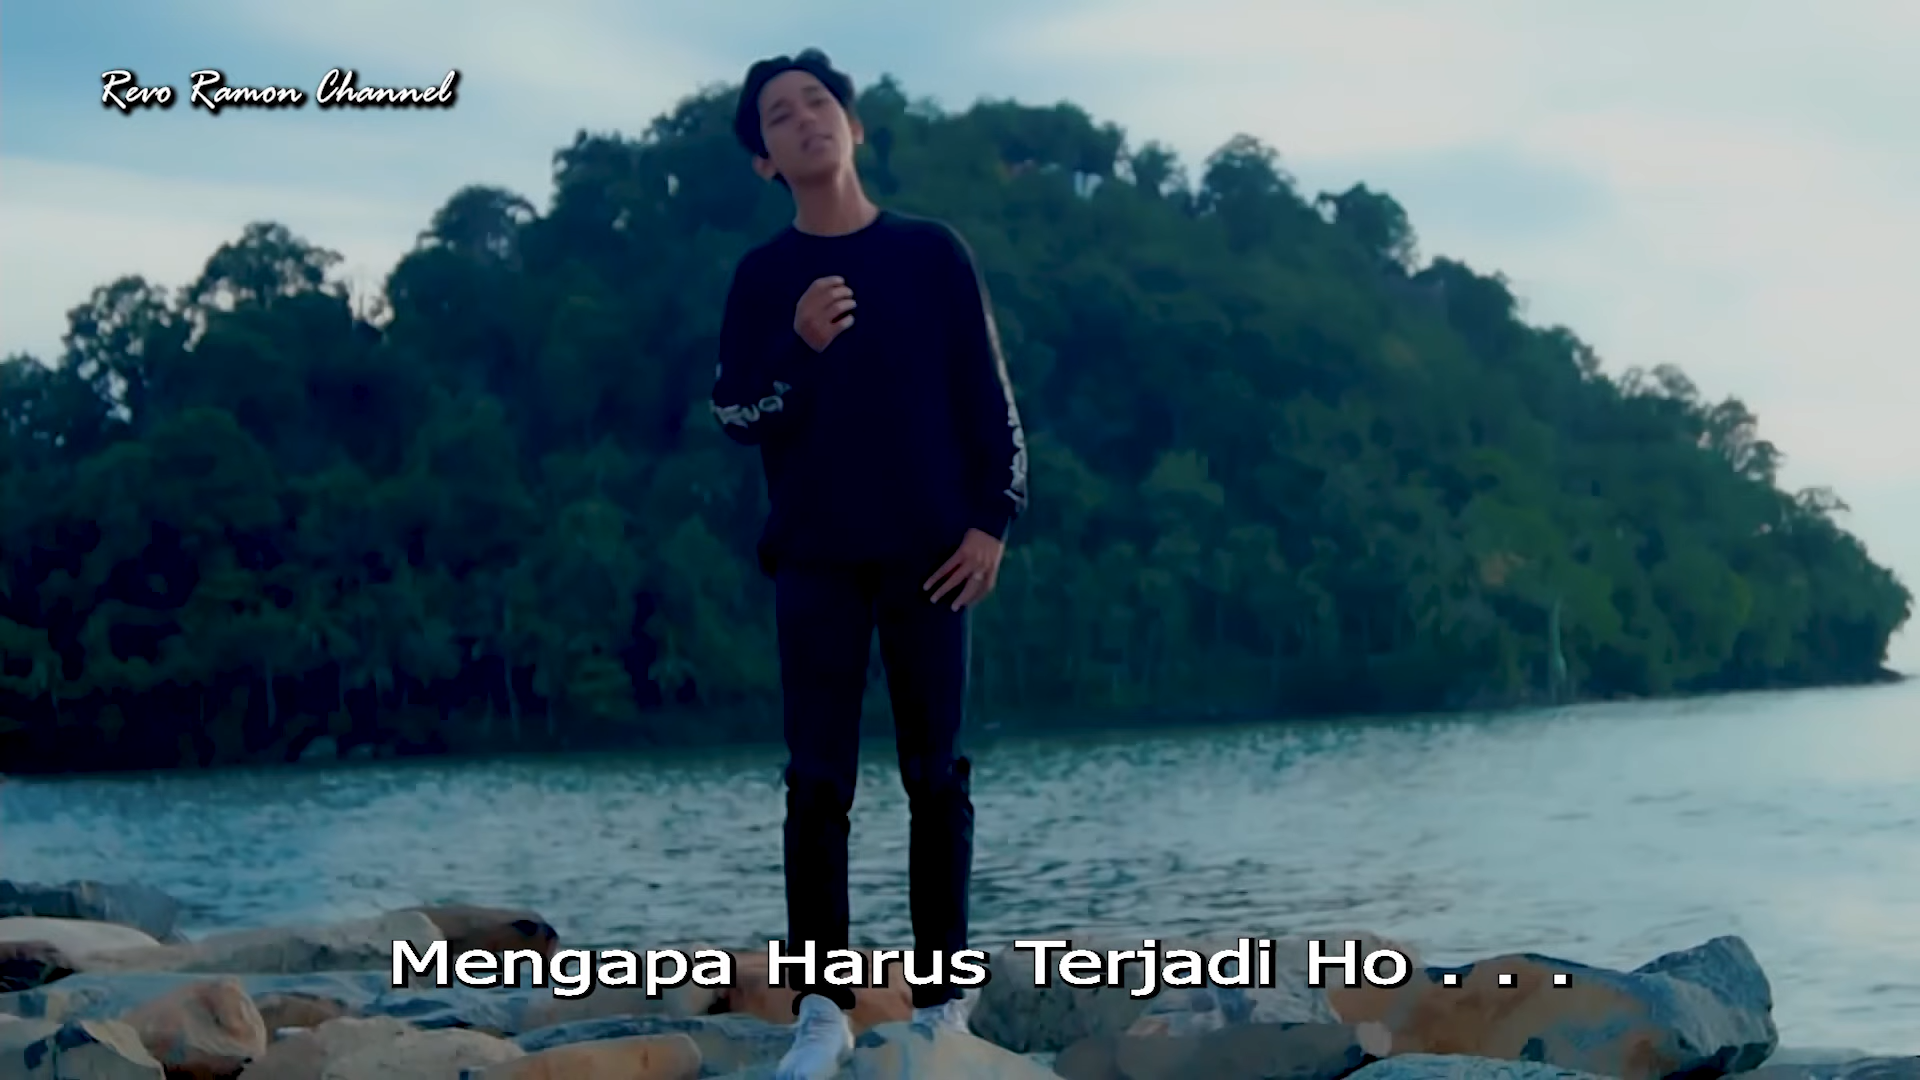 Revo Ramon Channel
Mengapa Harus Terjadi Ho . . .